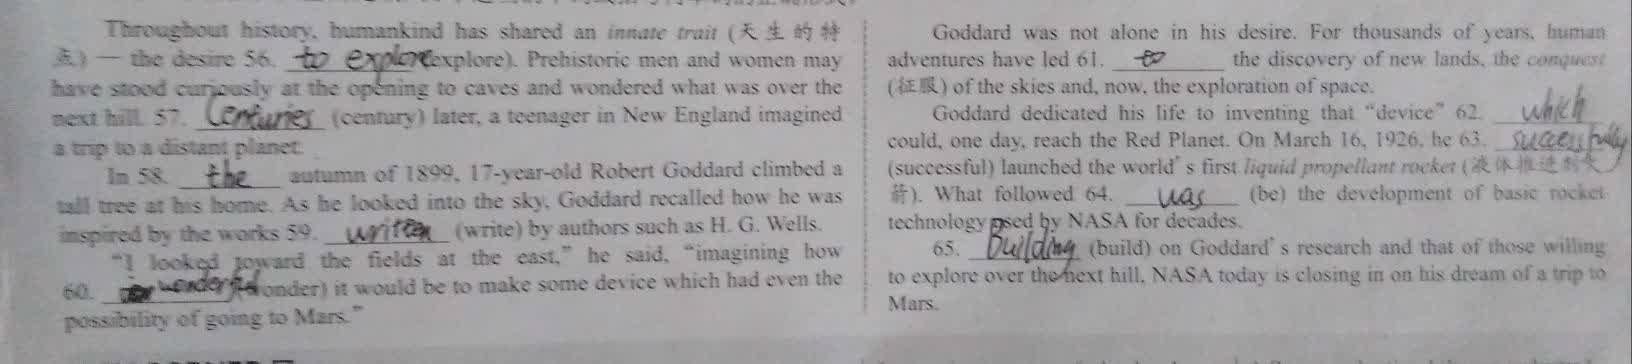 Throughout history, humankind has shared an innate trait (天生的特
点) — the desire 56. to explore (explore). Prehistoric men and women may
have stood curiously at the opening to caves and wondered what was over the
next hill. 57. Centuries (century) later, a teenager in New England imagined
a trip to a distant planet.
In 58. the autumn of 1899, 17-year-old Robert Goddard climbed a
tall tree at his home. As he looked into the sky, Goddard recalled how he was
inspired by the works 59. written (write) by authors such as H. G. Wells.
"I looked toward the fields at the east," he said, "imagining how
60. wonderful (wonder) it would be to make some device which had even the
possibility of going to Mars."
Goddard was not alone in his desire. For thousands of years, human
adventures have led 61. to the discovery of new lands, the conquest
(征服) of the skies and, now, the exploration of space.
Goddard dedicated his life to inventing that "device" 62. which
could, one day, reach the Red Planet. On March 16, 1926, he 63. successfully
(successful) launched the world's first liquid propellant rocket (液体推进剂火
箭). What followed 64. was (be) the development of basic rocket
technology used by NASA for decades.
65. Building (build) on Goddard's research and that of those willing
to explore over the next hill, NASA today is closing in on his dream of a trip to
Mars.